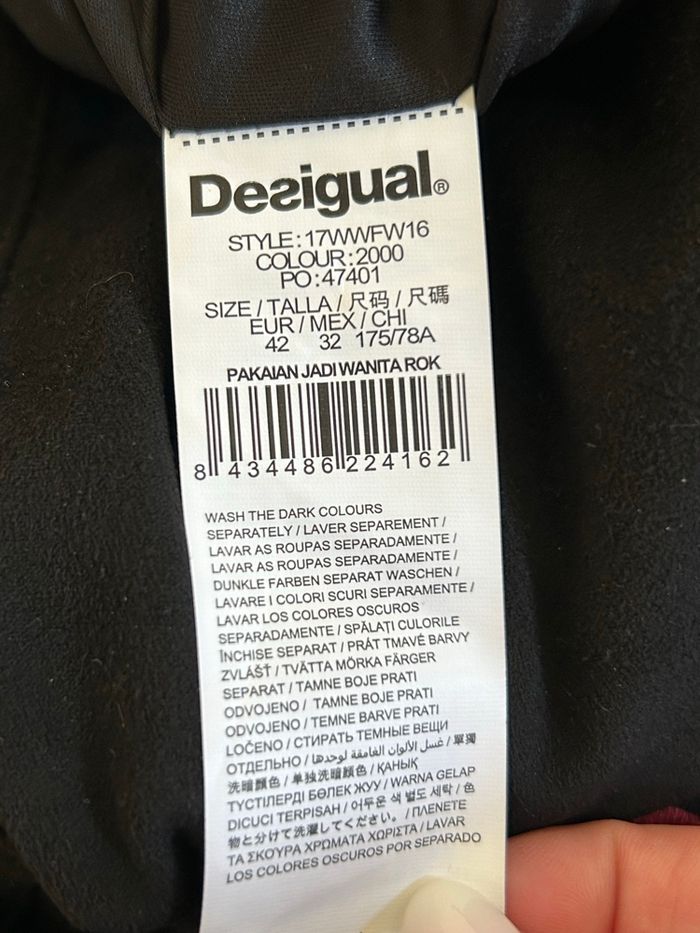 Desigual®
STYLE:17WWFW16
COLOUR:2000
PO:47401
SIZE/TALLA/尺码/尺碼
EUR/MEX/CHI
42 32 175/78A
PAKAIAN JADI WANITA ROK
8 434486 224162
WASH THE DARK COLOURS
SEPARATELY / LAVER SEPAREMENT /
LAVAR AS ROUPAS SEPARADAMENTE /
LAVAR AS ROUPAS SEPARADAMENTE /
DUNKLE FARBEN SEPARAT WASCHEN /
LAVARE I COLORI SCURI SEPARAMENTE /
LAVAR LOS COLORES OSCUROS
SEPARADAMENTE / SPĂLAȚI CULORILE
ÎNCHISE SEPARAT / PRÁT TMAVÉ BARVY
ZVLÁŠŤ / TVÄTTA MÖRKA FÄRGER
SEPARAT / TAMNE BOJE PRATI
ODVOJENO / TAMNE BOJE PRATI
ODVOJENO / TEMNE BARVE PRATI
LOČENO / СТИРАТЬ ТЕМНЫЕ ВЕЩИ
ОТДЕЛЬНО / غسل الألوان الغامقة لوحدها / 單獨
洗暗顏色 / 单独洗暗颜色 / ҚАНЫҚ
ТҮСТІЛЕРДІ БӨЛЕК ЖУУ / WARNA GELAP
DICUCI TERPISAH / 어두운 색 별도 세탁 / 色
物と分けて洗濯してください。 / ΠΛΕΝΕΤΕ
ΤΑ ΣΚΟΥΡΑ ΧΡΩΜΑΤΑ ΧΩΡΙΣΤΑ / LAVAR
LOS COLORES OSCUROS POR SEPARADO